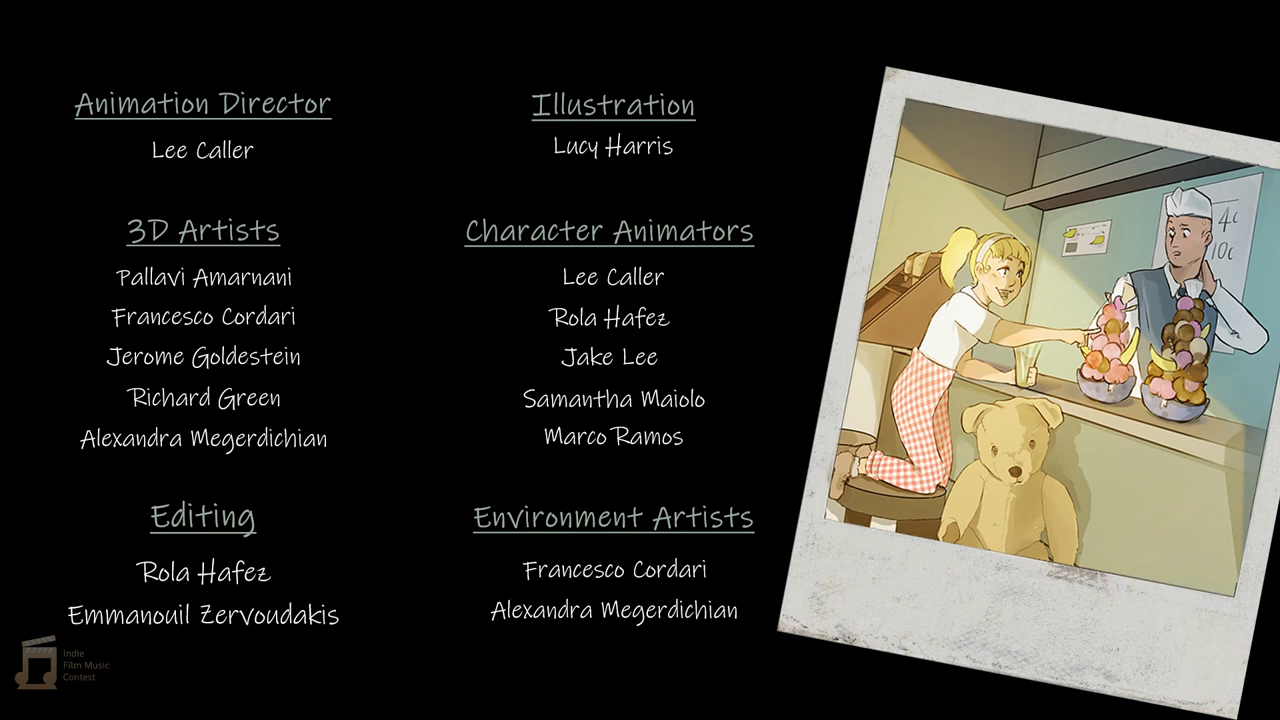 Animation Director
Lee Caller
3D Artists
Pallavi Amarnani
Francesco Cordari
Jerome Goldestein
Richard Green
Alexandra Megerdichian
Editing
Rola Hafez
Emmanouil Zervoudakis
Illustration
Lucy Harris
Character Animators
Lee Caller
Rola Hafez
Jake Lee
Samantha Maiolo
Marco Ramos
Environment Artists
Francesco Cordari
Alexandra Megerdichian
4¢
10¢
Indie
Film Music
Contest